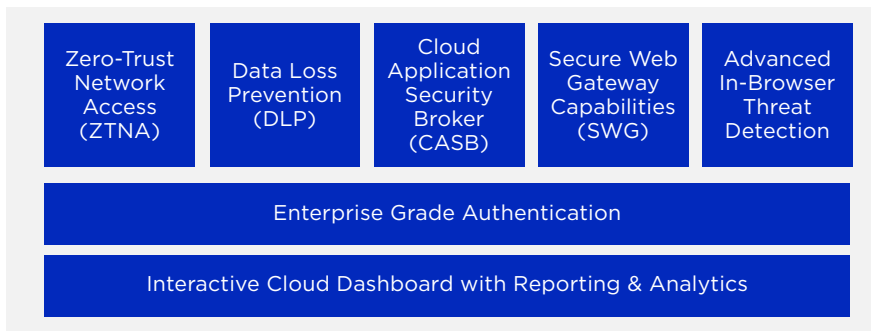 Zero-Trust
Network
Access
(ZTNA)
Data Loss
Prevention
(DLP)
Cloud
Application
Security
Broker
(CASB)
Secure Web
Gateway
Capabilities
(SWG)
Advanced
In-Browser
Threat
Detection
Enterprise Grade Authentication
Interactive Cloud Dashboard with Reporting & Analytics